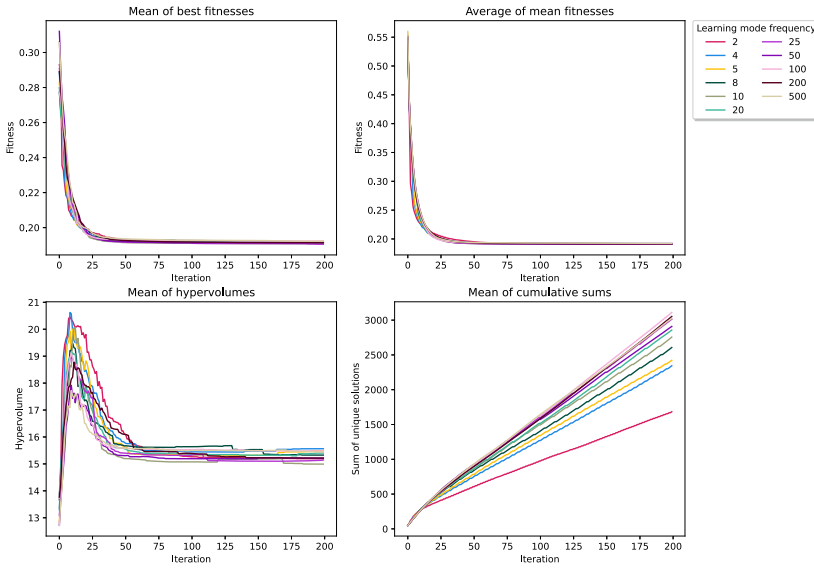 Mean of best fitnesses
0.30
0.28
0.26
0.24
0.22
0.20
Fitness
0 25 50 75 100 125 150 175 200
Iteration
Average of mean fitnesses
0.55
0.50
0.45
0.40
0.35
0.30
0.25
0.20
Fitness
0 25 50 75 100 125 150 175 200
Iteration
Learning mode frequency
2 25
4 50
5 100
8 200
10 500
20
Mean of hypervolumes
21
20
19
18
17
16
15
14
13
Hypervolume
0 25 50 75 100 125 150 175 200
Iteration
Mean of cumulative sums
3000
2500
2000
1500
1000
500
0
Sum of unique solutions
0 25 50 75 100 125 150 175 200
Iteration